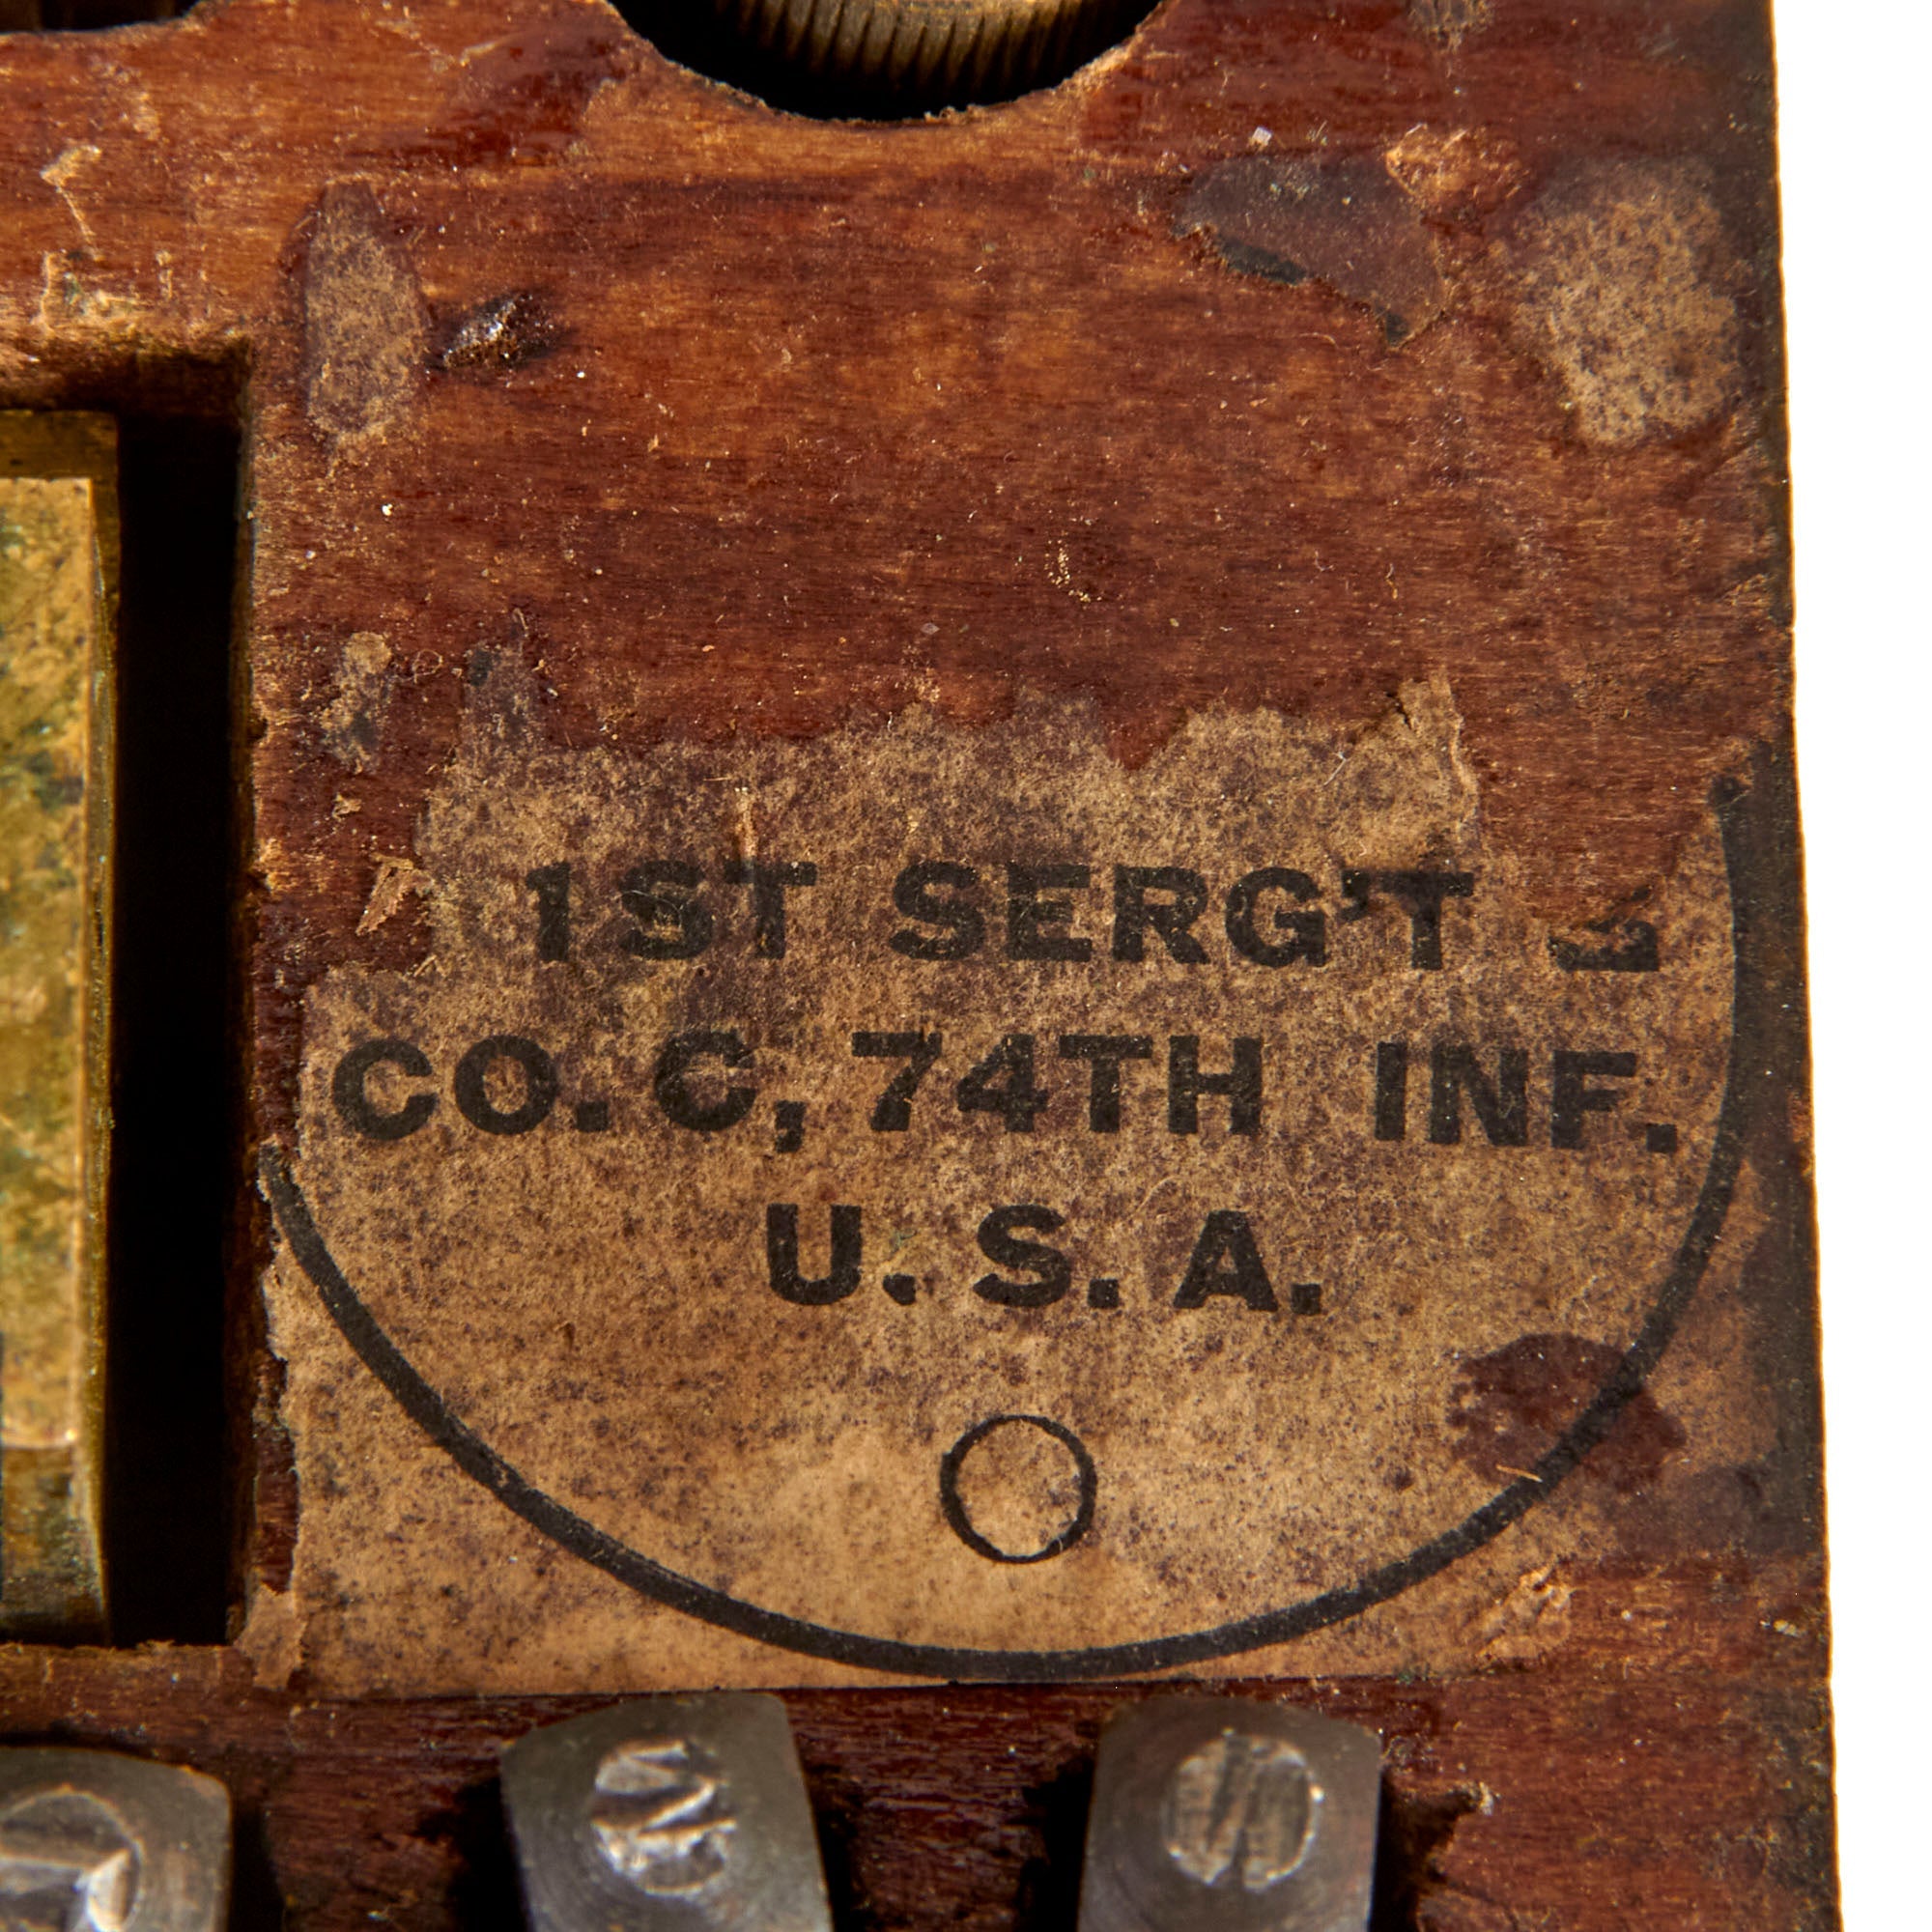 1ST SERG'T
CO. C, 74TH INF.
U. S. A.